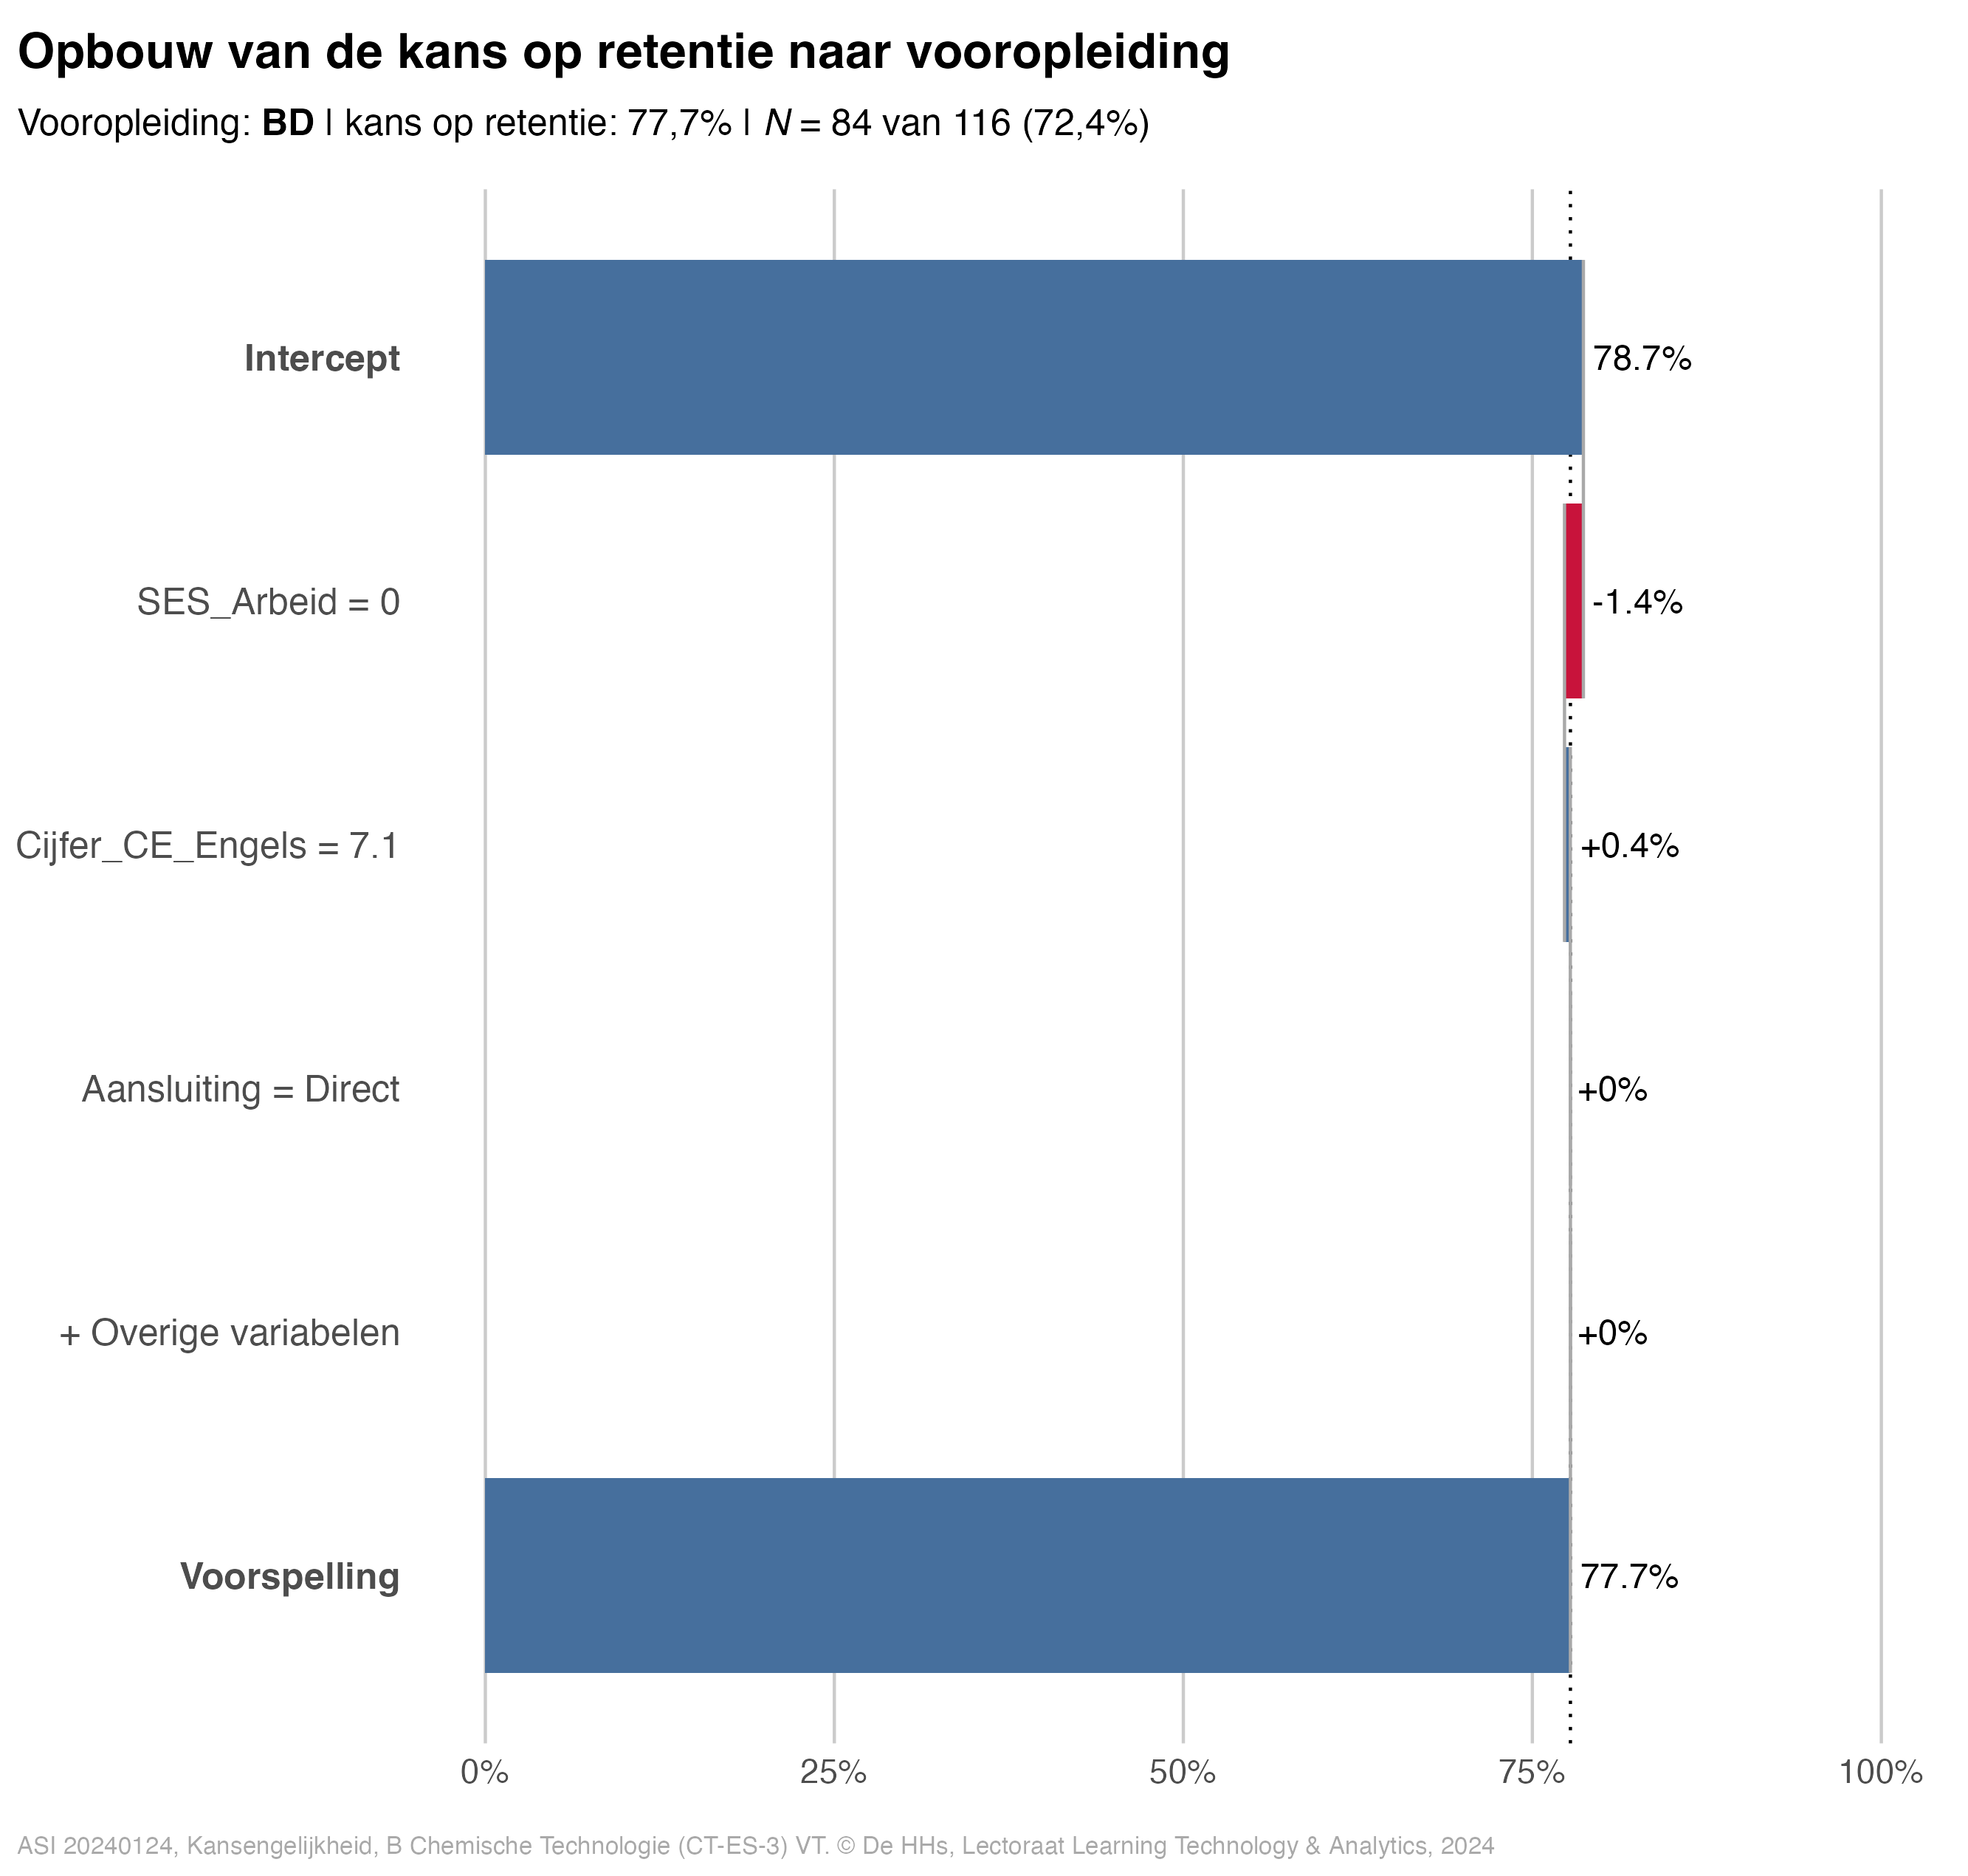 Opbouw van de kans op retentie naar vooropleiding
Vooropleiding: BD | kans op retentie: 77,7% | N = 84 van 116 (72,4%)
Intercept
78.7%
SES_Arbeid = 0
-1.4%
Cijfer_CE_Engels = 7.1
+0.4%
Aansluiting = Direct
+0%
+ Overige variabelen
+0%
Voorspelling
77.7%
0%
25%
50%
75%
100%
ASI 20240124, Kansengelijkheid, B Chemische Technologie (CT-ES-3) VT. © De HHs, Lectoraat Learning Technology & Analytics, 2024